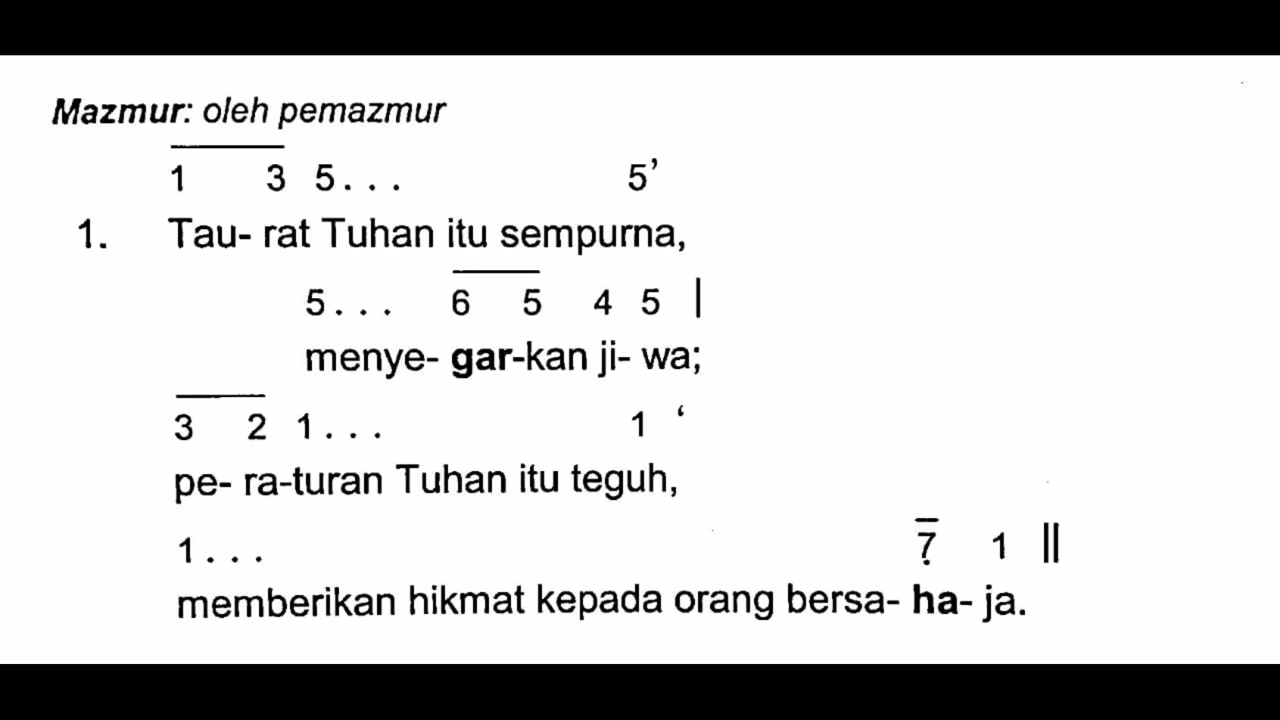 Mazmur: oleh pemazmur
1 3 5... 5’
1. Tau- rat Tuhan itu sempurna,
5... 6 5 4 5 |
menye- gar-kan ji- wa;
3 2 1... 1 ‘
pe- ra-turan Tuhan itu teguh,
1... 7̣ 1 ||
memberikan hikmat kepada orang bersa- ha- ja.